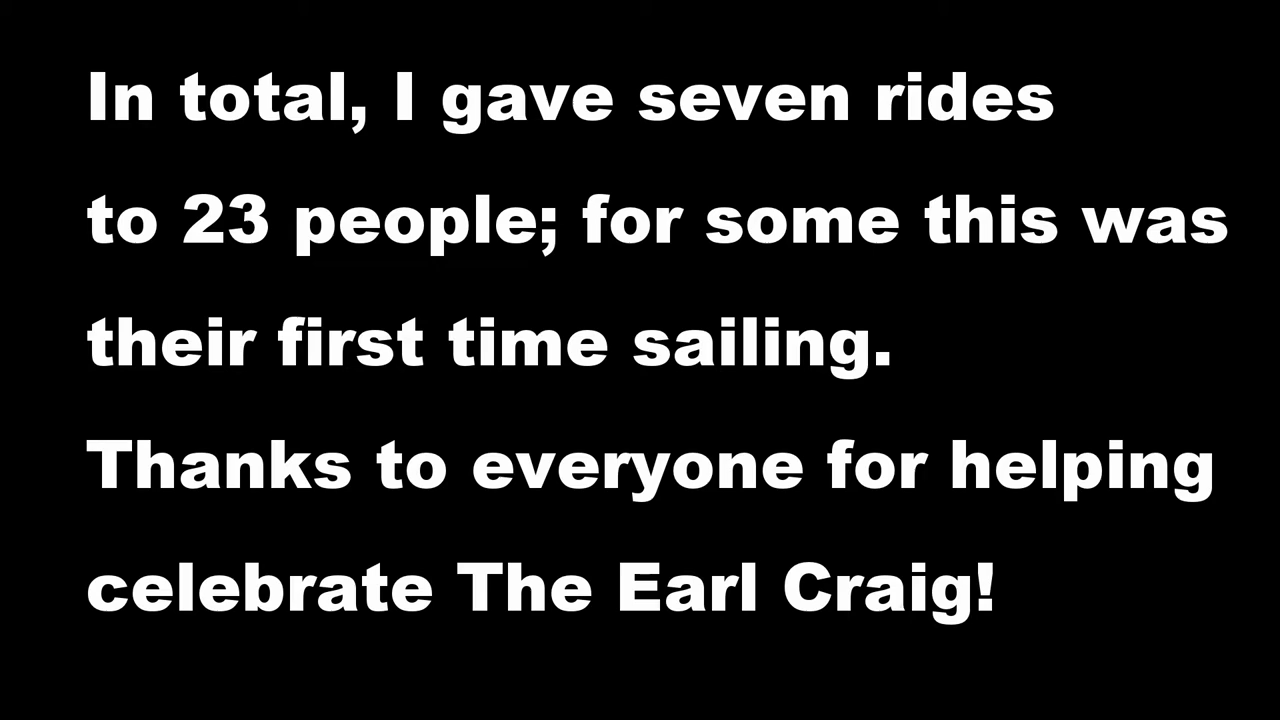 In total, I gave seven rides
to 23 people; for some this was
their first time sailing.
Thanks to everyone for helping
celebrate The Earl Craig!